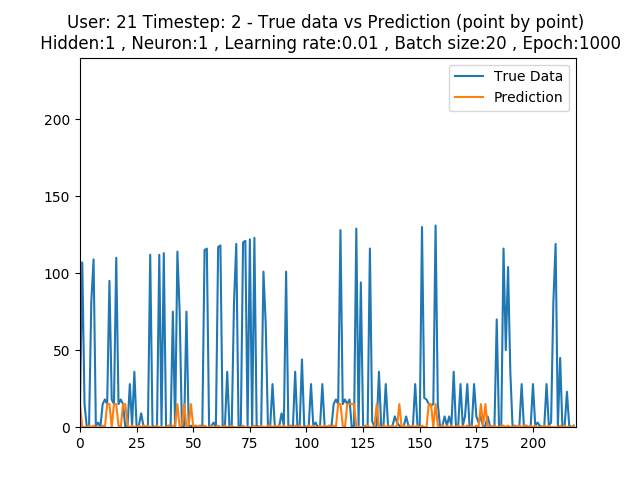 User: 21 Timestep: 2 - True data vs Prediction (point by point)
Hidden:1 , Neuron:1 , Learning rate:0.01 , Batch size:20 , Epoch:1000
True Data
Prediction
200
150
100
50
0
0 25 50 75 100 125 150 175 200